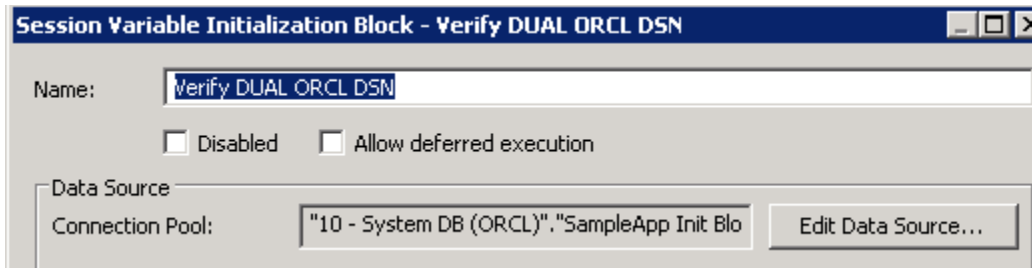 Session Variable Initialization Block - Verify DUAL ORCL DSN
Name: Verify DUAL ORCL DSN
Disabled Allow deferred execution
Data Source
Connection Pool: "10 - System DB (ORCL)"."SampleApp Init Blo Edit Data Source...